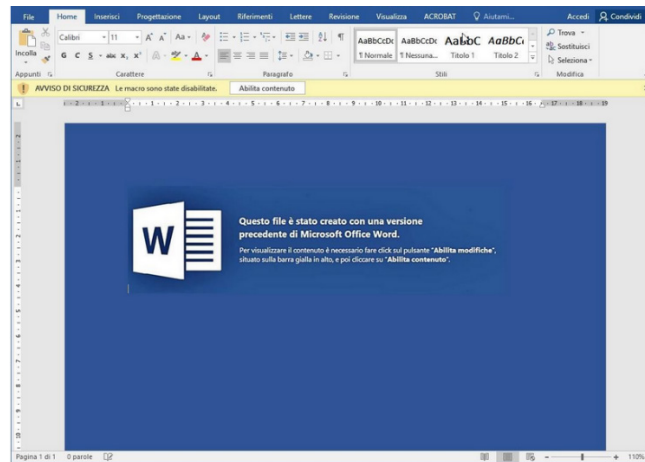 File Home Inserisci Progettazione Layout Riferimenti Lettere Revisione Visualizza ACROBAT Aiutami... Accedi Condividi
Incolla
Calibri 11
G C S abc x, x²
Aa
AaBbCcDc AaBbCcDc AaBbC AaBbCc
¶ Normale ¶ Nessuna... Titolo 1 Titolo 2
Trova
Sostituisci
Seleziona
Appunti Carattere Paragrafo Stili Modifica
AVVISO DI SICUREZZA Le macro sono state disabilitate. Abilita contenuto
Questo file è stato creato con una versione
precedente di Microsoft Office Word.
Per visualizzare il contenuto è necessario fare click sul pulsante "Abilita modifiche",
situato sulla barra gialla in alto, e poi cliccare su "Abilita contenuto".
W
Pagina 1 di 1 0 parole 110%